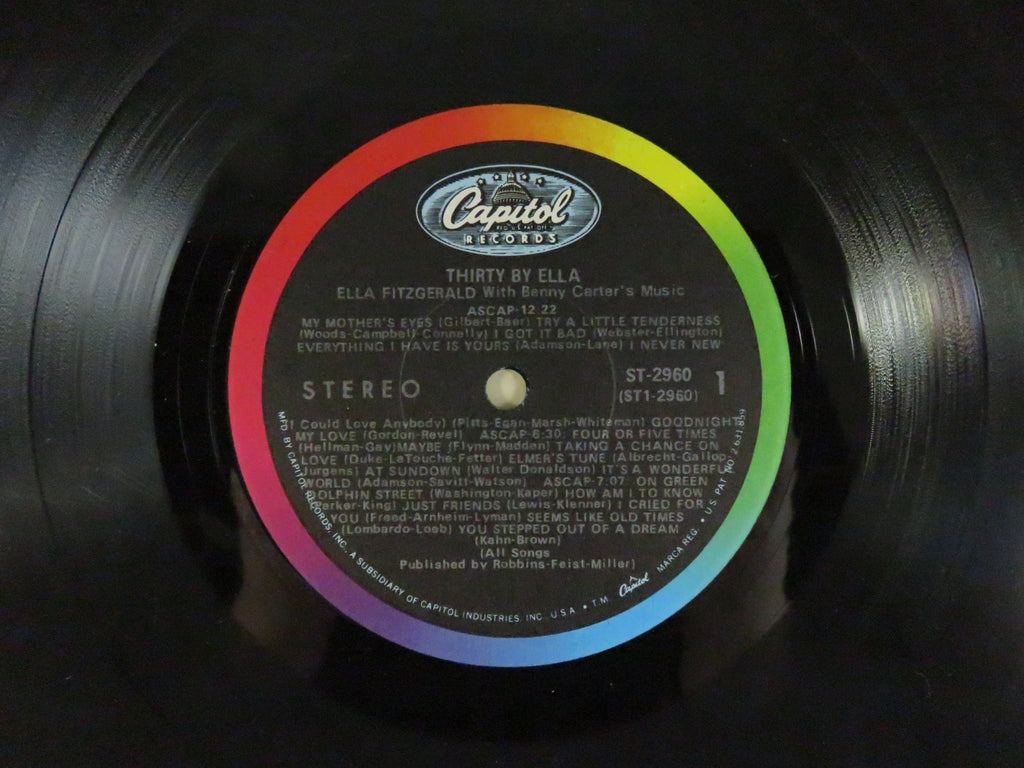 Capitol
RECORDS
THIRTY BY ELLA
ELLA FITZGERALD With Benny Carter's Music
ASCAP-12.22
MY MOTHER'S EYES (Gilbert-Baer) TRY A LITTLE TENDERNESS
(Woods-Campbell-Connelly) I GOT IT BAD (Webster-Ellington)
EVERYTHING I HAVE IS YOURS (Adamson-Lane) I NEVER NEW
STEREO
ST-2960
(ST1-2960)
1
(I Could Love Anybody) (Pitts-Egan-Marsh-Whiteman) GOODNIGHT
MY LOVE (Gordon-Revel) ASCAP-6:30; FOUR OR FIVE TIMES
(Hellman-Gay) MAYBE (Flynn-Madden) TAKING A CHANCE ON
LOVE (Duke-LaTouche-Fetter) ELMER'S TUNE (Albrecht-Gallop
Jurgens) AT SUNDOWN (Walter Donaldson) IT'S A WONDERFUL
WORLD (Adamson-Savitt-Watson) ASCAP-7.07. ON GREEN
DOLPHIN STREET (Washington-Kaper) HOW AM I TO KNOW
(Parker-King) JUST FRIENDS (Lewis-Klenner) I CRIED FOR
YOU (Freed-Arnheim-Lyman) SEEMS LIKE OLD TIMES
(Lombardo-Loeb) YOU STEPPED OUT OF A DREAM
(Kahn-Brown)
(All Songs
Published by Robbins-Feist-Miller)
MFD. BY CAPITOL RECORDS, INC., A SUBSIDIARY OF CAPITOL INDUSTRIES, INC. U.S.A. • T.M. Capitol MARCA REG. • U.S. PAT. NO. 2,631,859